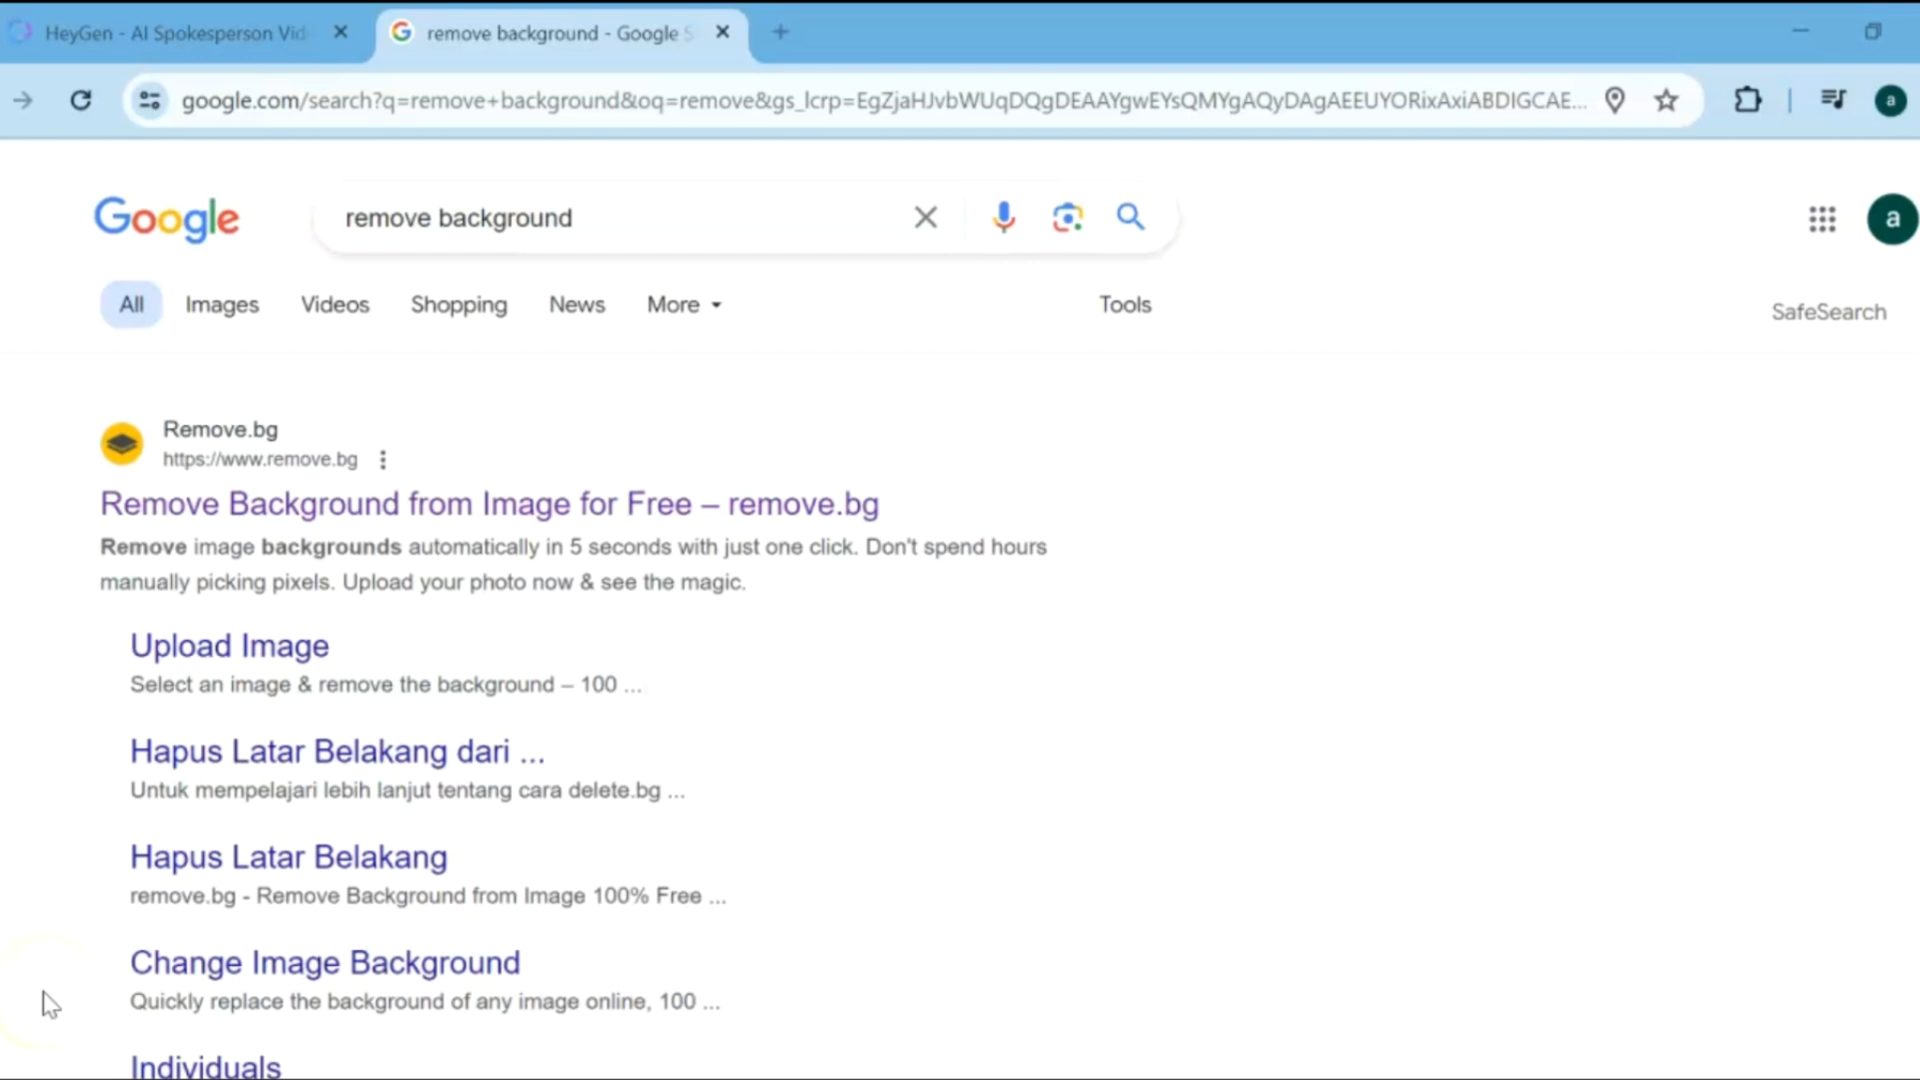 HeyGen - AI Spokesperson Vid
remove background - Google S
google.com/search?q=remove+background&oq=remove&gs_lcrp=EgZjaHJvbWUqDQgDEAAYgwEYsQMYgAQyDAgAEEUYORixAxiABDIGCAE...
a
Google
remove background
a
All Images Videos Shopping News More Tools
SafeSearch
Remove.bg
https://www.remove.bg
Remove Background from Image for Free – remove.bg
Remove image backgrounds automatically in 5 seconds with just one click. Don't spend hours
manually picking pixels. Upload your photo now & see the magic.
Upload Image
Select an image & remove the background – 100 ...
Hapus Latar Belakang dari ...
Untuk mempelajari lebih lanjut tentang cara delete.bg ...
Hapus Latar Belakang
remove.bg - Remove Background from Image 100% Free ...
Change Image Background
Quickly replace the background of any image online, 100 ...
Individuals